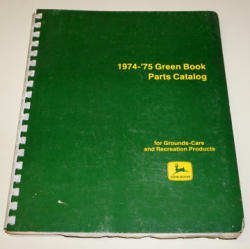 1974-'75 Green Book
Parts Catalog
for Grounds-Care
and Recreation Products
JOHN DEERE